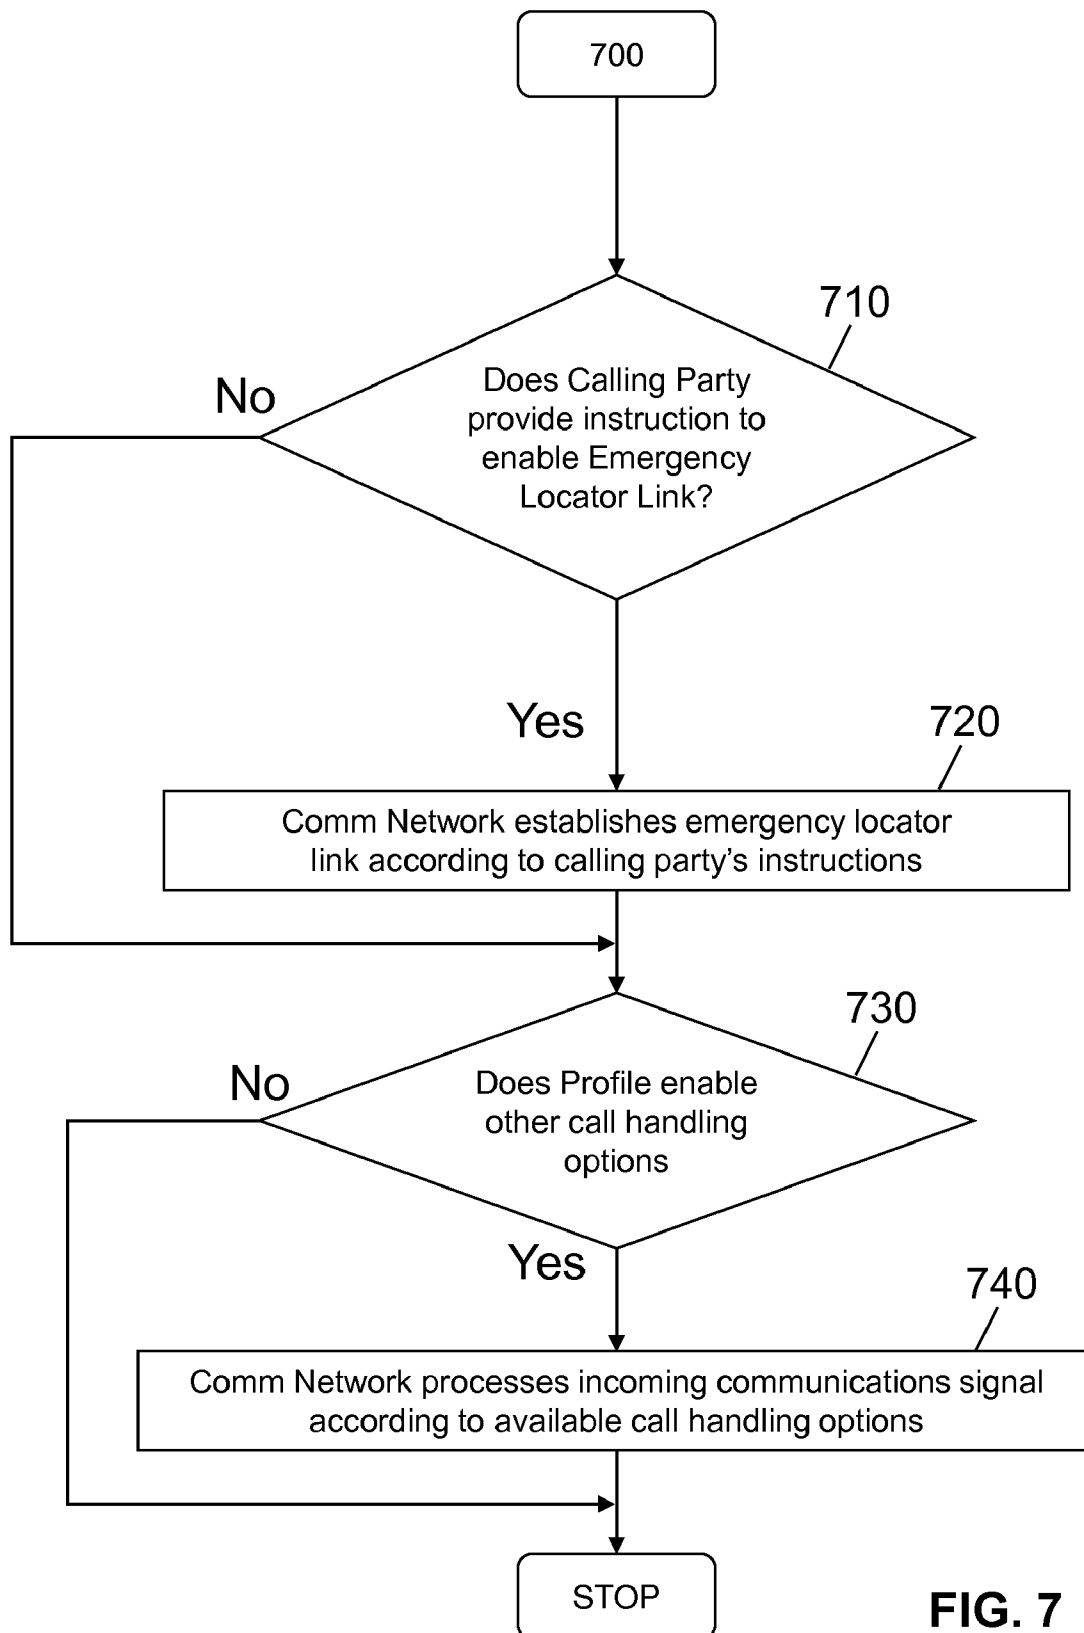 700
710
No
Does Calling Party
provide instruction to
enable Emergency
Locator Link?
Yes
720
Comm Network establishes emergency locator
link according to calling party’s instructions
730
No
Does Profile enable
other call handling
options
Yes
740
Comm Network processes incoming communications signal
according to available call handling options
STOP
FIG. 7